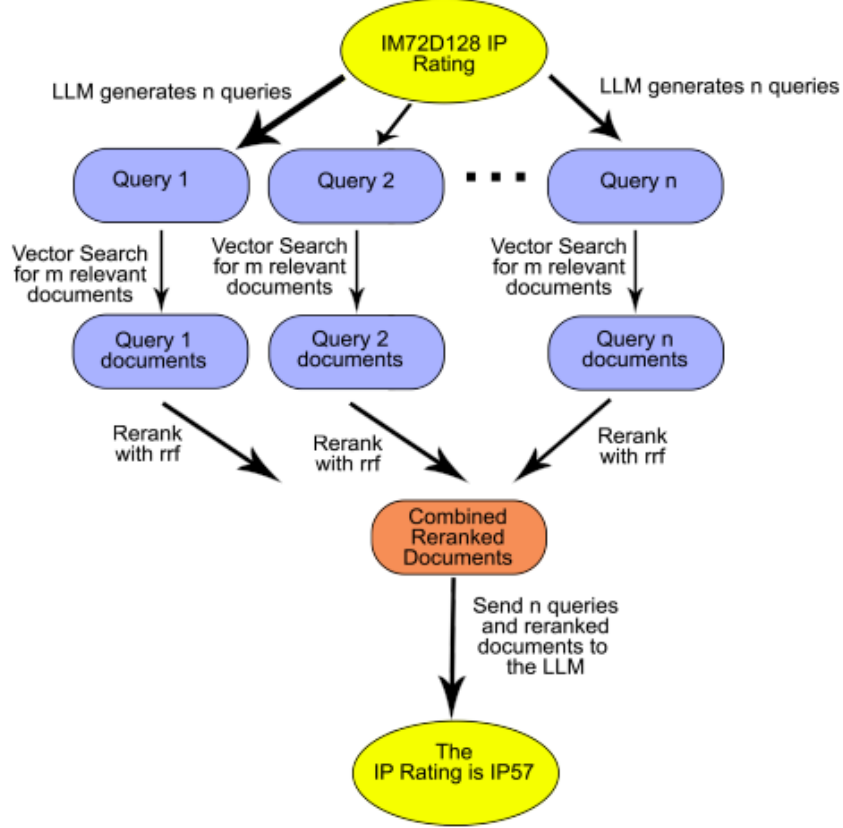 IM72D128 IP
Rating
LLM generates n queries
LLM generates n queries
Query 1
Query 2
Query n
Vector Search
for m relevant
documents
Vector Search
for m relevant
documents
Vector Search
for m relevant
documents
Query 1
documents
Query 2
documents
Query n
documents
Rerank
with rrf
Rerank
with rrf
Rerank
with rrf
Combined
Reranked
Documents
Send n queries
and reranked
documents to
the LLM
The
IP Rating is IP57